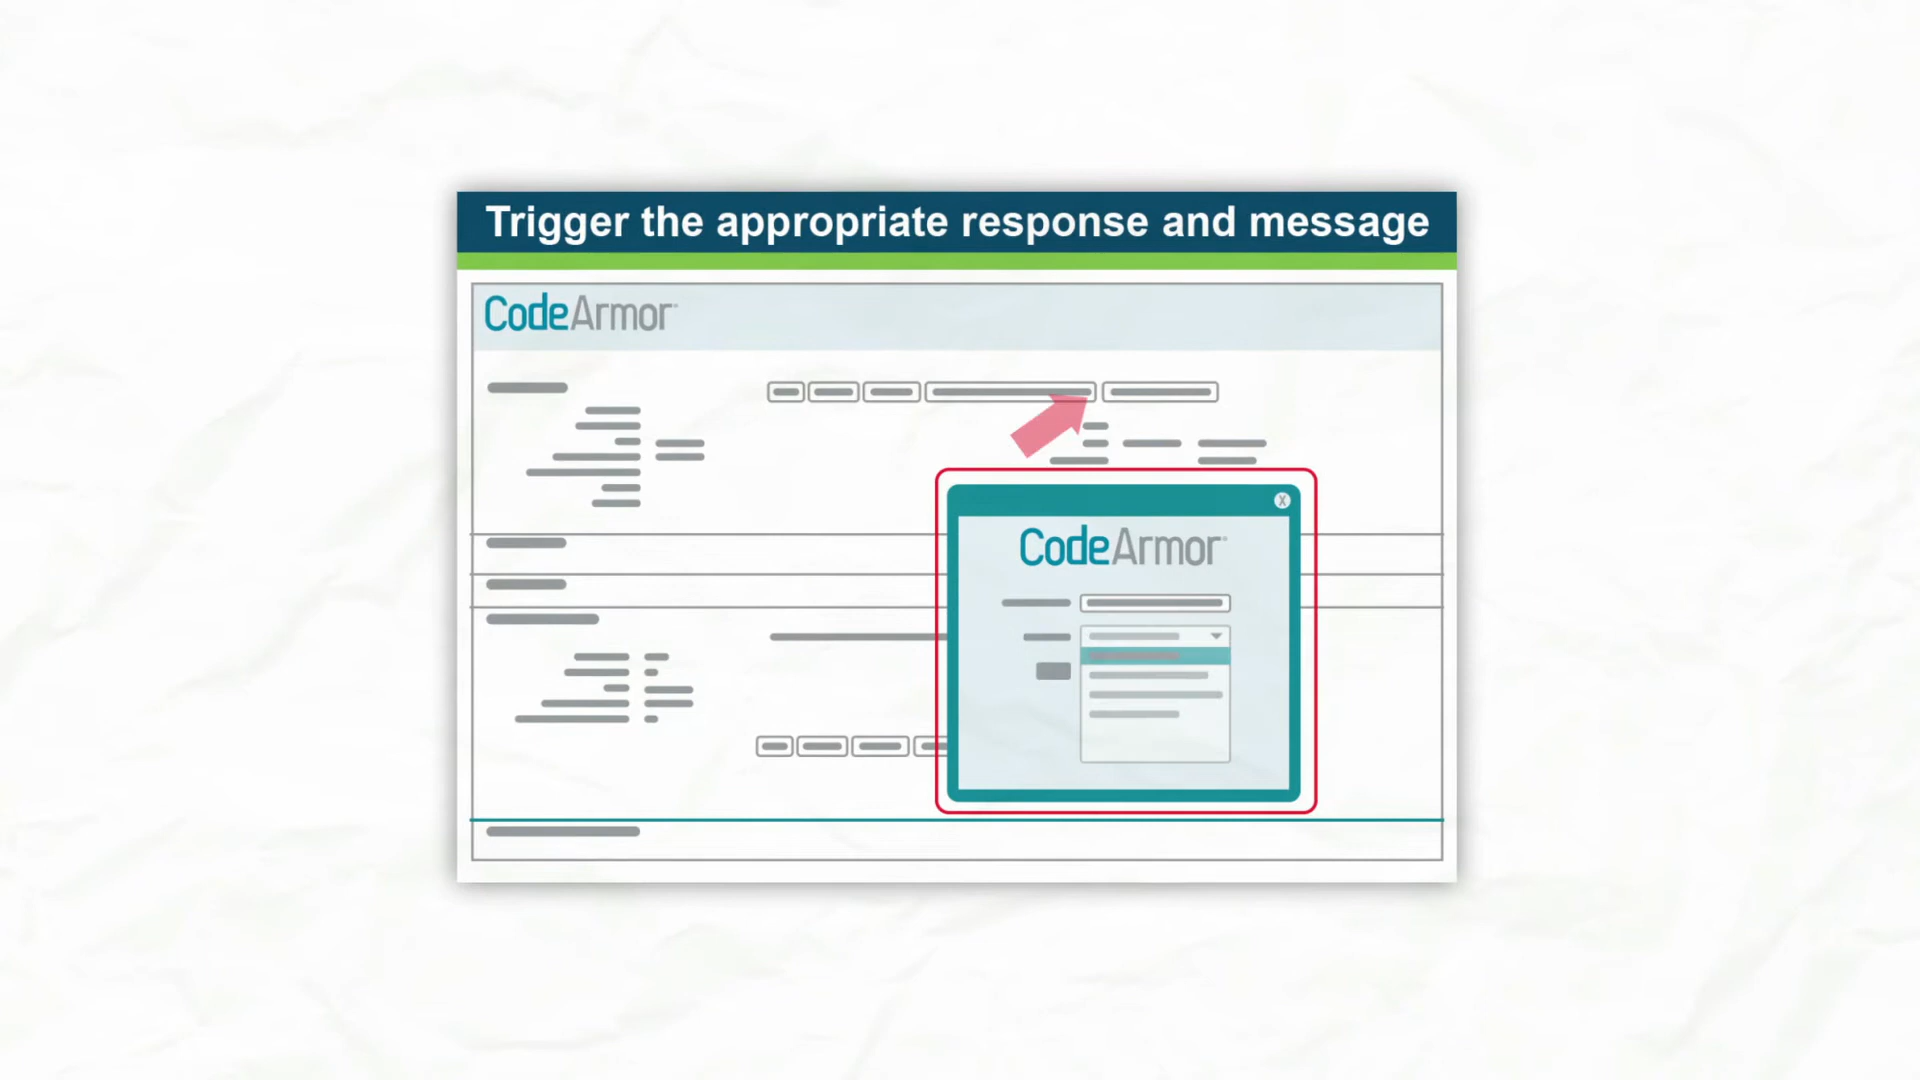 Trigger the appropriate response and message
CodeArmor
X
CodeArmor